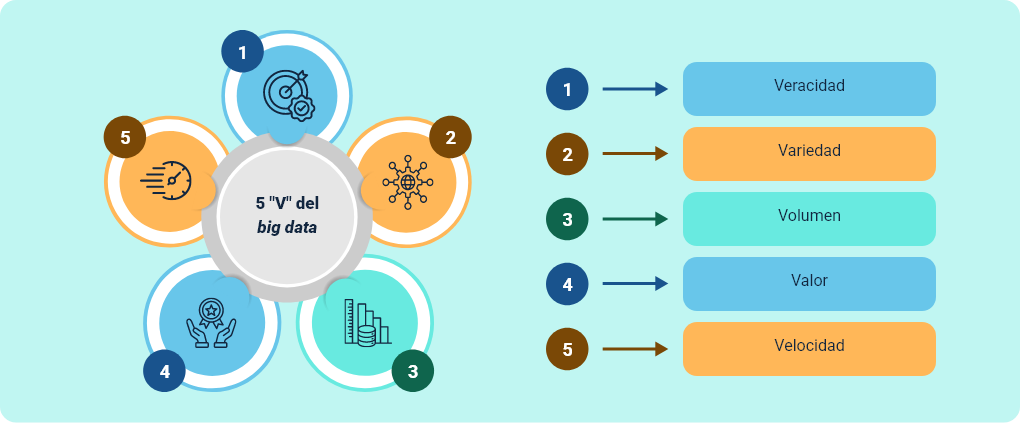 1
5
2
5 "V" del
big data
4
3
1 Veracidad
2 Variedad
3 Volumen
4 Valor
5 Velocidad